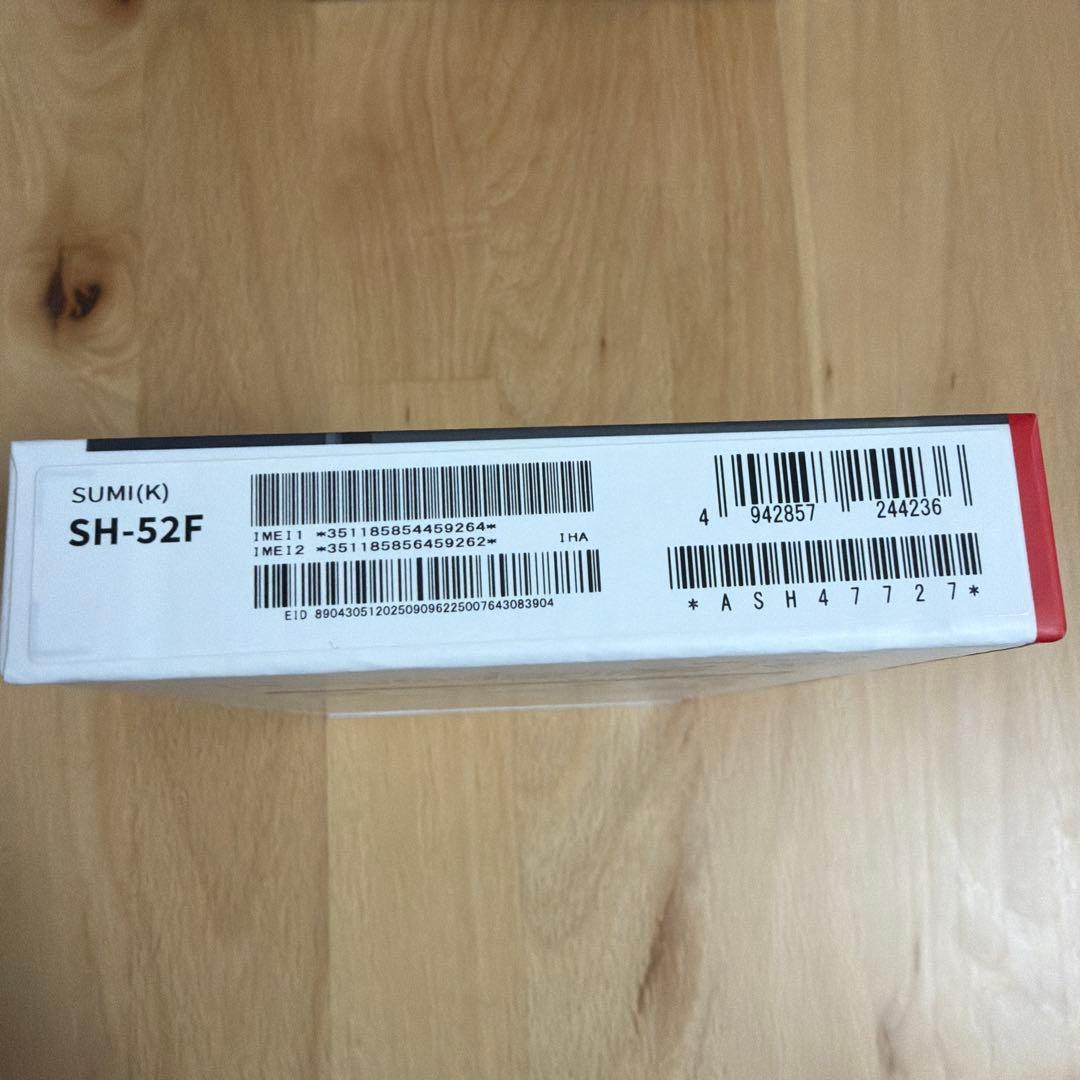 SUMI(K)
SH-52F
IMEI1 *351185854459264*
IMEI2 *351185856459262*
IHA
EID 89043051202509096225007643083904
4 942857 244236
*ASH47727*